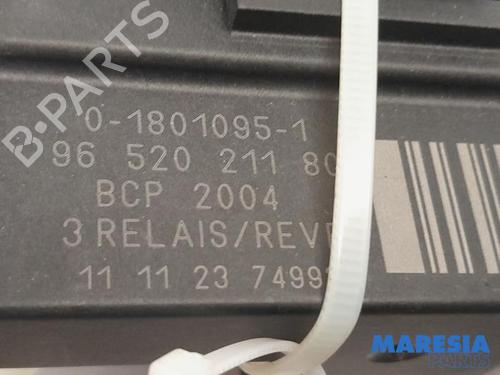 0-1801095-1
96 520 211 80
BCP 2004
3 RELAIS/REVE
11 11 23 7499
MARESIA
PARTS